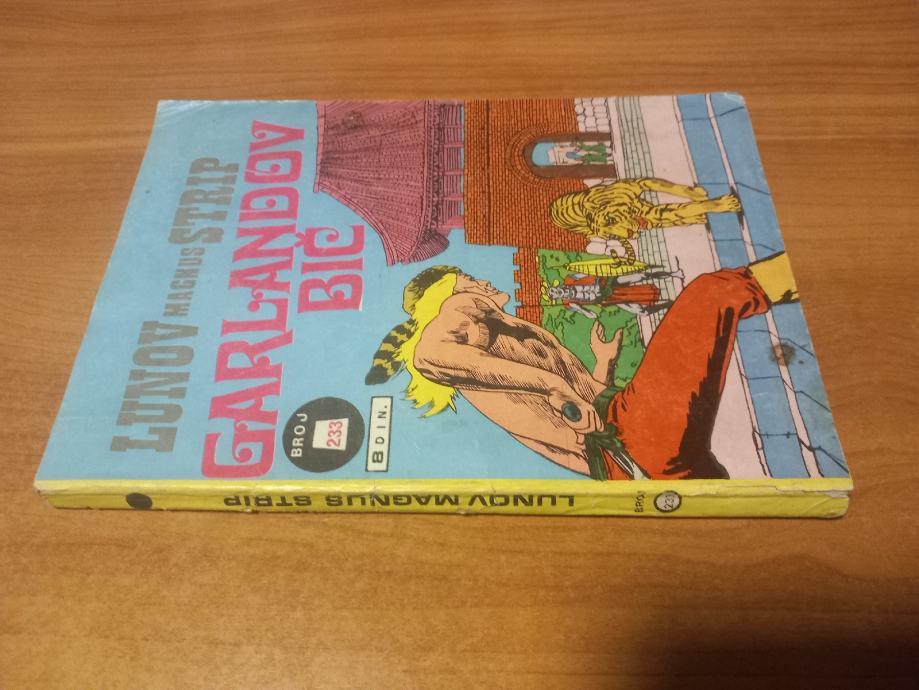 LUNOV MAGNUS STRIP
GARLANDOV
BIČ
BROJ
233
8 DIN.
LUNOV MAGNUS STRIP
BROJ
233